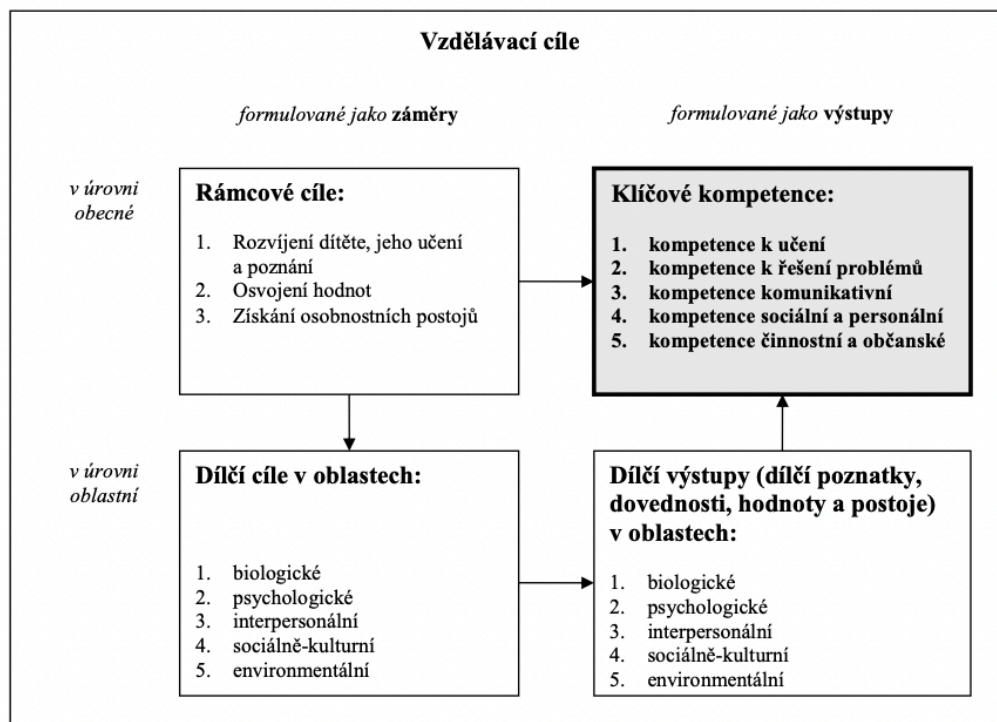 Vzdělávací cíle
formulované jako záměry
formulované jako výstupy
v úrovni
obecné
Rámcové cíle:
1. Rozvíjení dítěte, jeho učení
a poznání
2. Osvojení hodnot
3. Získání osobnostních postojů
Klíčové kompetence:
1. kompetence k učení
2. kompetence k řešení problémů
3. kompetence komunikativní
4. kompetence sociální a personální
5. kompetence činnostní a občanské
v úrovni
oblastní
Dílčí cíle v oblastech:
1. biologické
2. psychologické
3. interpersonální
4. sociálně-kulturní
5. environmentální
Dílčí výstupy (dílčí poznatky,
dovednosti, hodnoty a postoje)
v oblastech:
1. biologické
2. psychologické
3. interpersonální
4. sociálně-kulturní
5. environmentální